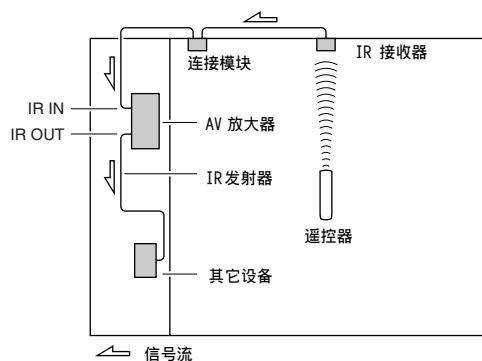 连接模块
IR 接收器
IR IN
AV 放大器
IR OUT
IR发射器
遥控器
其它设备
信号流